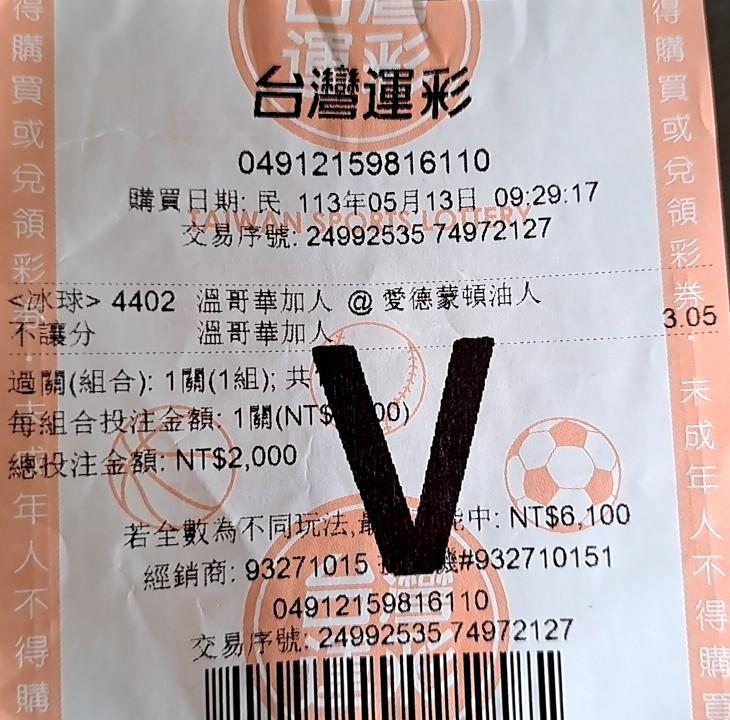 台灣
運彩
台灣運彩
04912159816110
購買日期: 民 113年05月13日 09:29:17
TAIWAN SPORTS LOTTERY
交易序號: 24992535 74972127
<冰球> 4402 溫哥華加人 @ 愛德蒙頓油人
不讓分 溫哥華加人 3.05
過關(組合): 1關(1組); 共
每組合投注金額: 1關(NT$ 00)
總投注金額: NT$2,000
若全數為不同玩法, 中: NT$6,100
經銷商: 93271015 機#932710151
04912159816110
交易序號: 24992535 74972127
得購買或兌領彩券．未成年人不得購
得購買或兌領彩券．未成年人不得購買